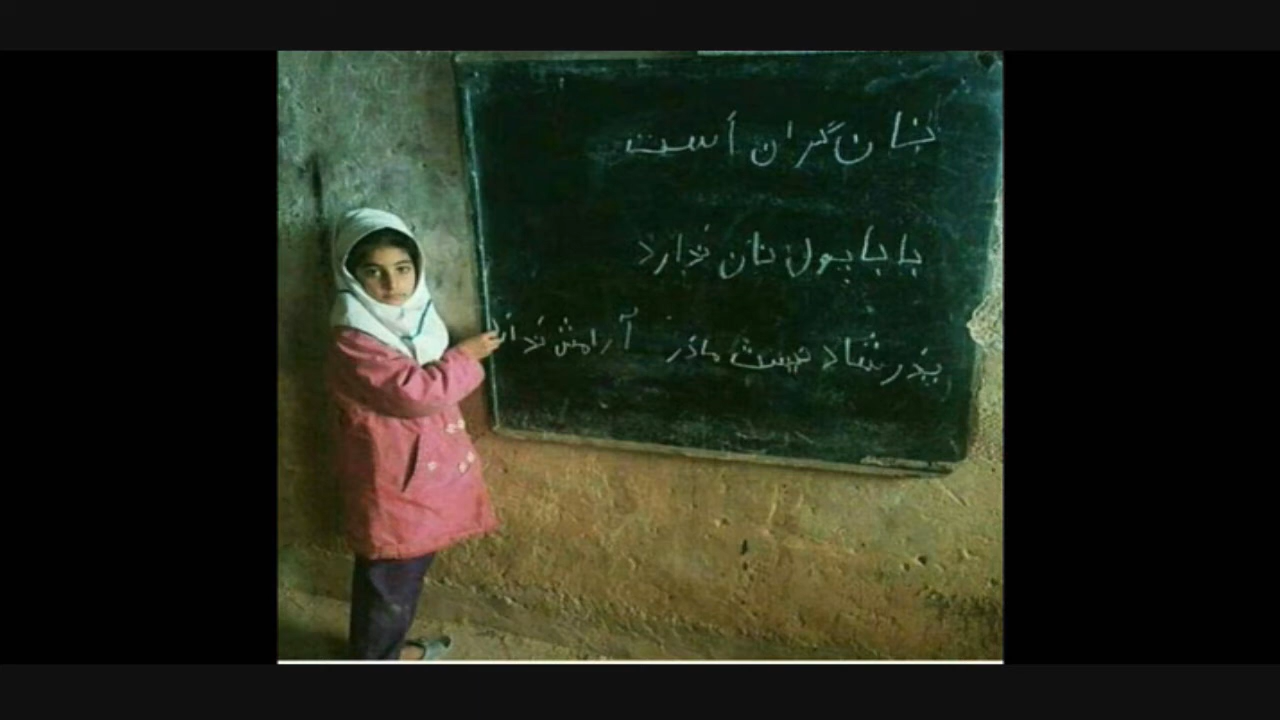 نان گران است
بابا پول نان ندارد
پدر شاد نیست مادر آرامش ندارد